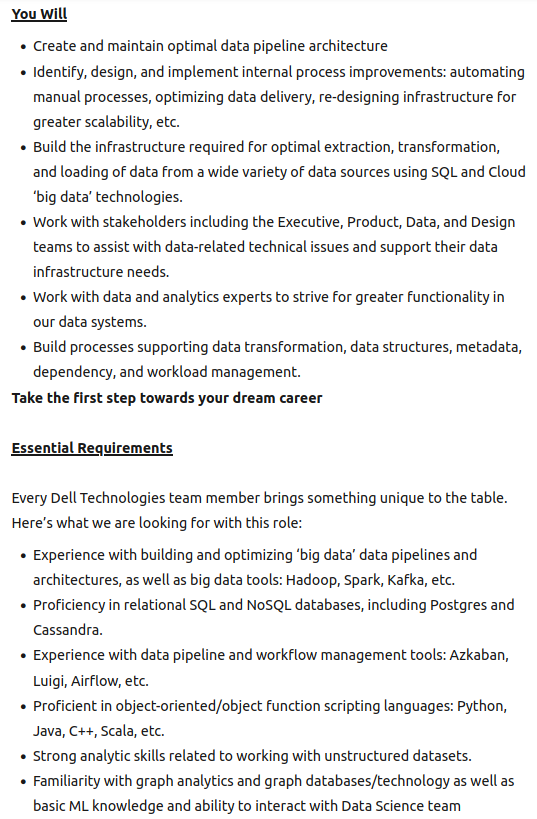 You Will
• Create and maintain optimal data pipeline architecture
• Identify, design, and implement internal process improvements: automating
manual processes, optimizing data delivery, re-designing infrastructure for
greater scalability, etc.
• Build the infrastructure required for optimal extraction, transformation,
and loading of data from a wide variety of data sources using SQL and Cloud
‘big data’ technologies.
• Work with stakeholders including the Executive, Product, Data, and Design
teams to assist with data-related technical issues and support their data
infrastructure needs.
• Work with data and analytics experts to strive for greater functionality in
our data systems.
• Build processes supporting data transformation, data structures, metadata,
dependency, and workload management.
Take the first step towards your dream career
Essential Requirements
Every Dell Technologies team member brings something unique to the table.
Here’s what we are looking for with this role:
• Experience with building and optimizing ‘big data’ data pipelines and
architectures, as well as big data tools: Hadoop, Spark, Kafka, etc.
• Proficiency in relational SQL and NoSQL databases, including Postgres and
Cassandra.
• Experience with data pipeline and workflow management tools: Azkaban,
Luigi, Airflow, etc.
• Proficient in object-oriented/object function scripting languages: Python,
Java, C++, Scala, etc.
• Strong analytic skills related to working with unstructured datasets.
• Familiarity with graph analytics and graph databases/technology as well as
basic ML knowledge and ability to interact with Data Science team